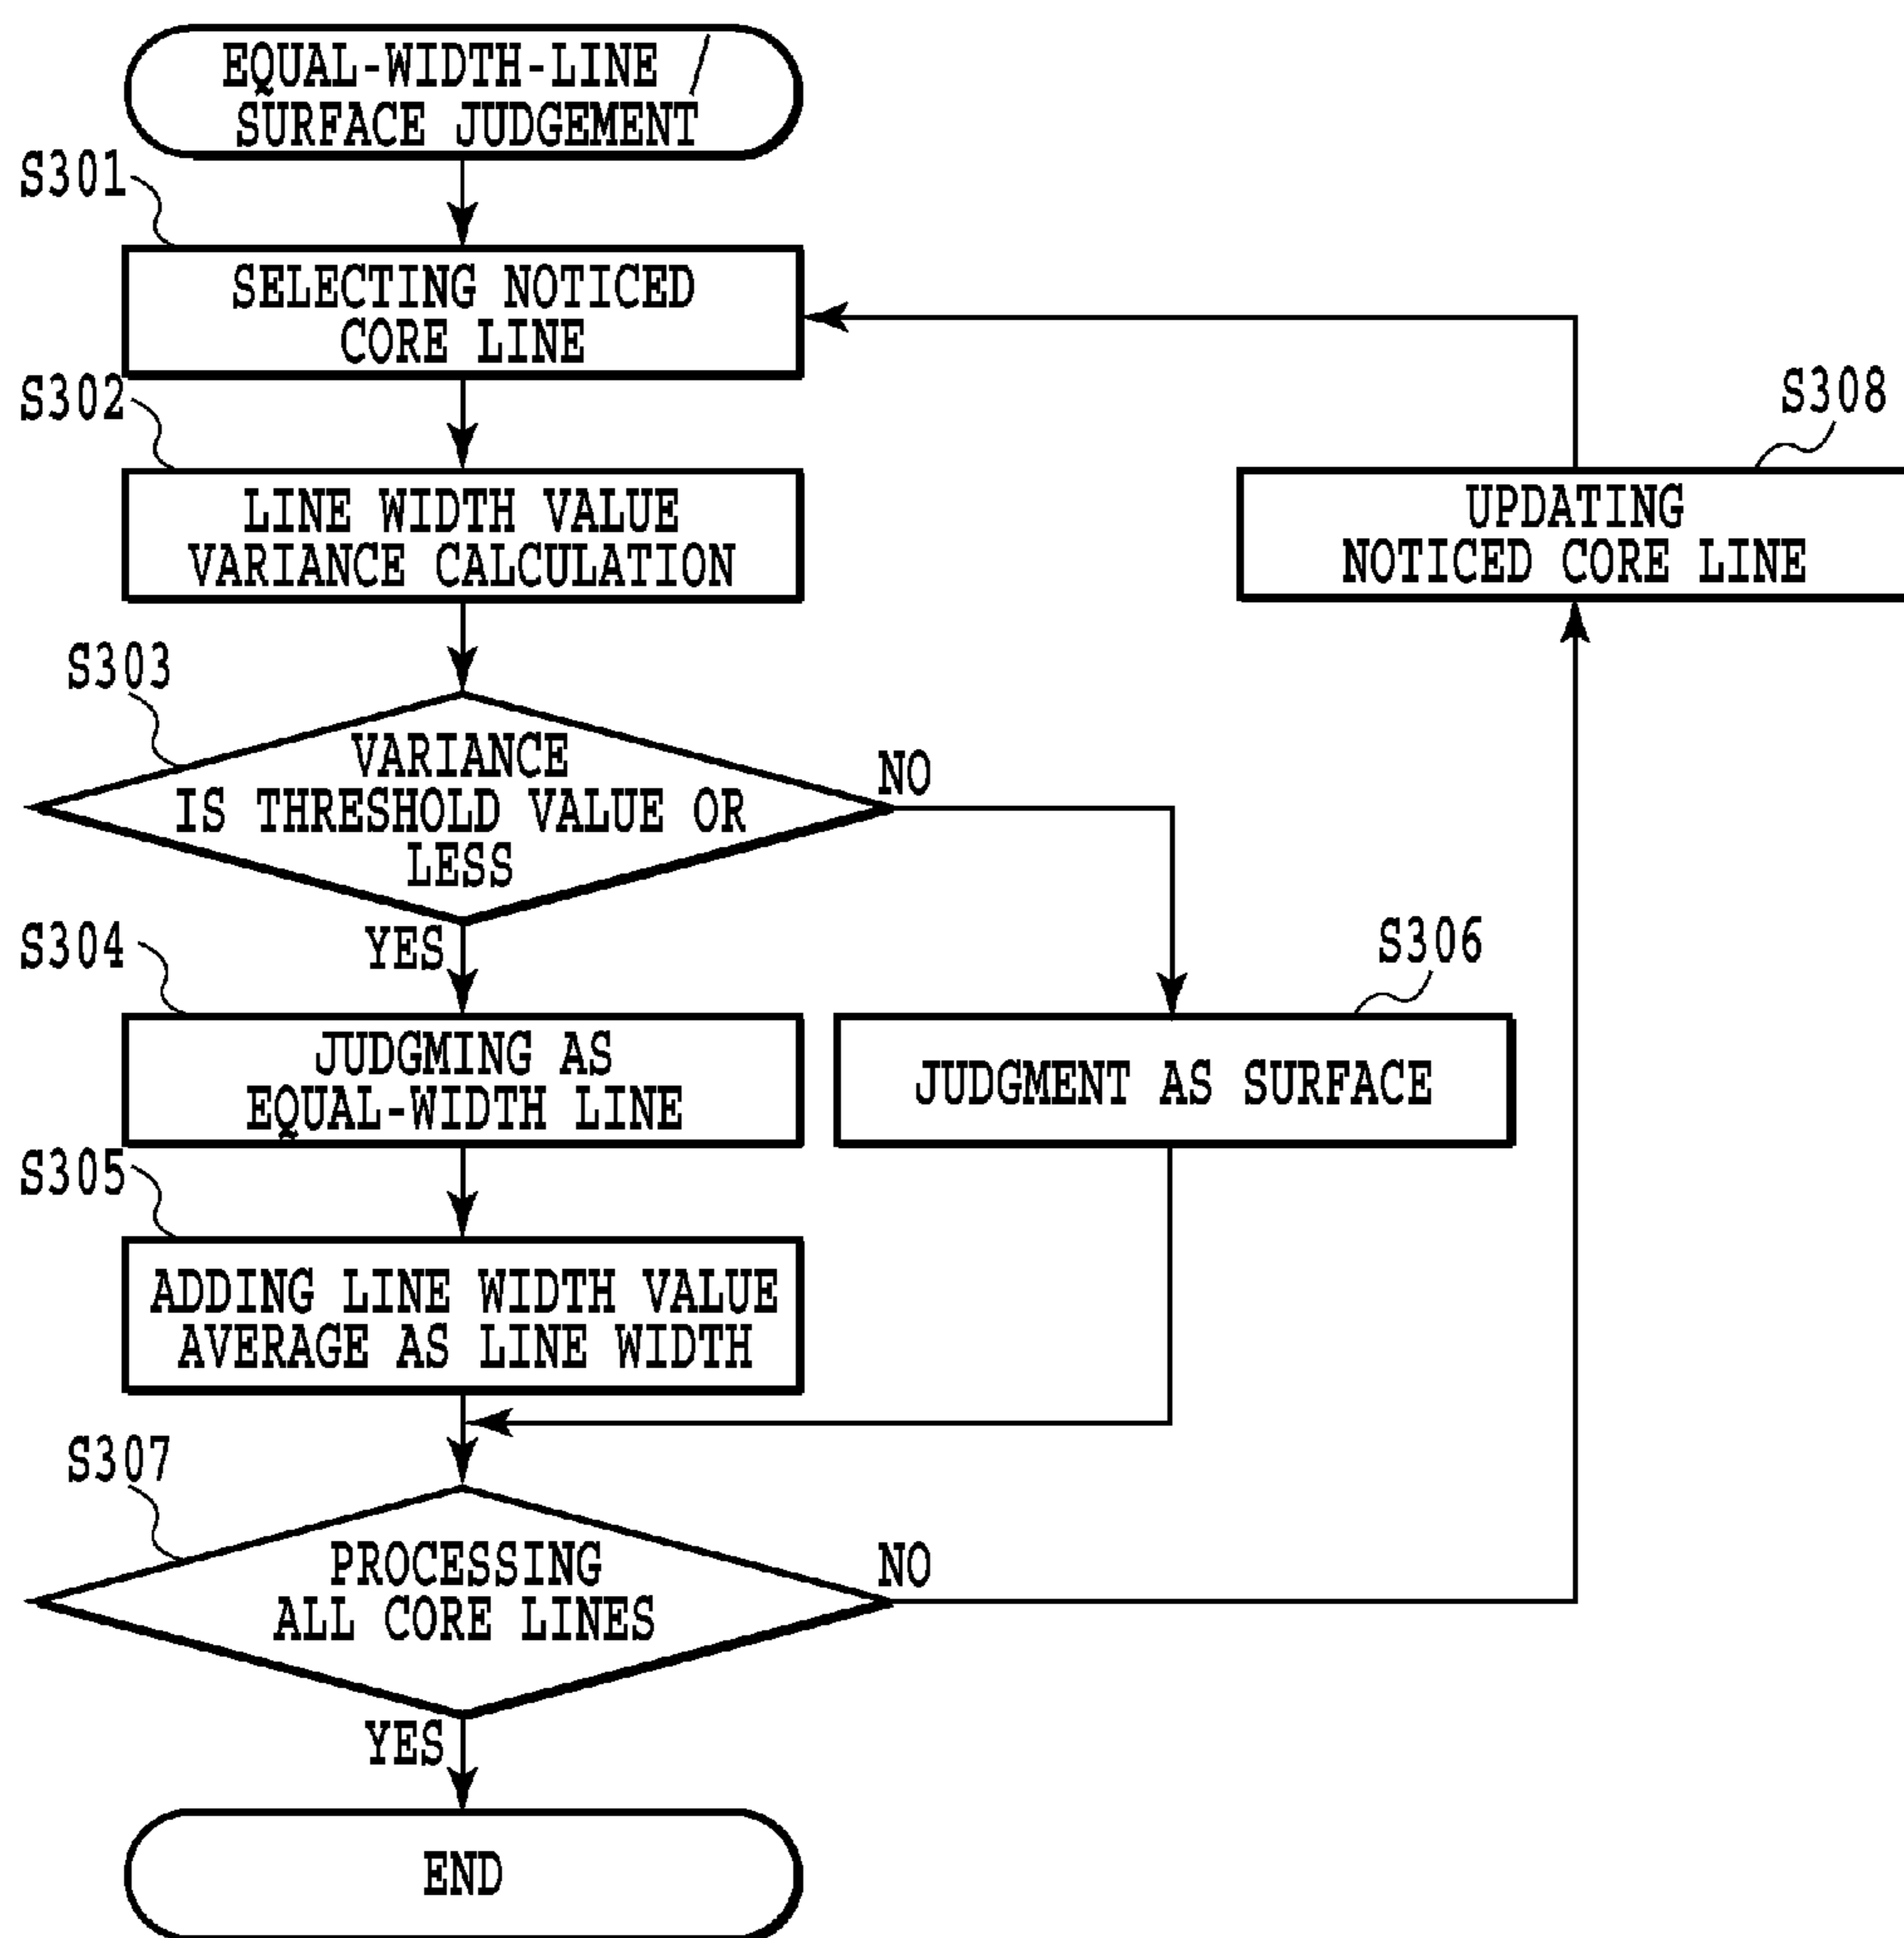 EQUAL-WIDTH-LINE /
SURFACE JUDGEMENT
S301
SELECTING NOTICED
CORE LINE
S302
LINE WIDTH VALUE
VARIANCE CALCULATION
S308
UPDATING
NOTICED CORE LINE
S303
VARIANCE
IS THRESHOLD VALUE OR
LESS
NO
YES
S304
JUDGMING AS
EQUAL-WIDTH LINE
S306
JUDGMENT AS SURFACE
S305
ADDING LINE WIDTH VALUE
AVERAGE AS LINE WIDTH
S307
PROCESSING
ALL CORE LINES
NO
YES
END